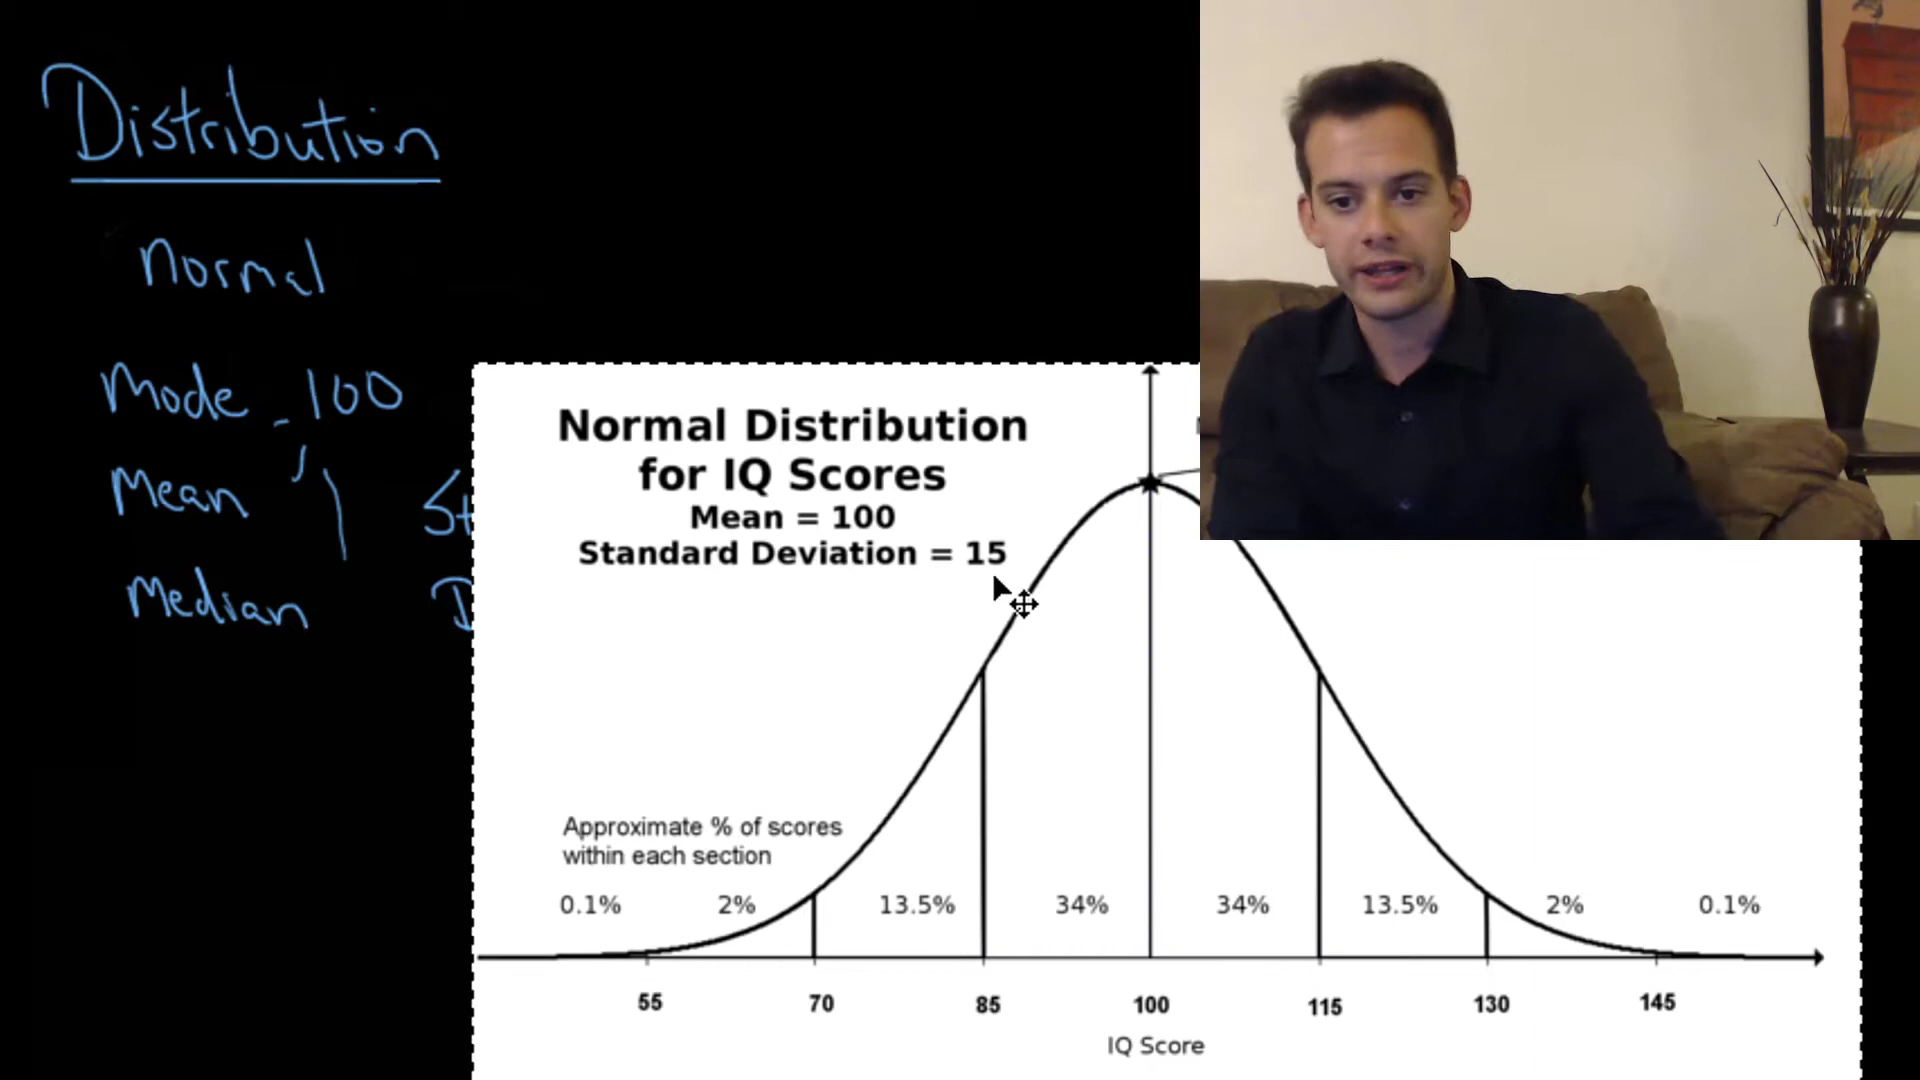 Distribution
Normal
Mode - 100
Mean
Median
Normal Distribution
for IQ Scores
Mean = 100
Standard Deviation = 15
Approximate % of scores
within each section
0.1% 2% 13.5% 34% 34% 13.5% 2% 0.1%
55 70 85 100 115 130 145
IQ Score